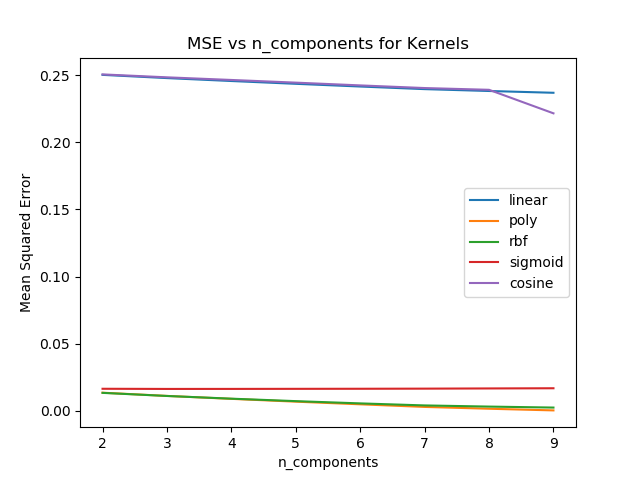 MSE vs n_components for Kernels
Mean Squared Error
0.25
0.20
0.15
0.10
0.05
0.00
linear
poly
rbf
sigmoid
cosine
2 3 4 5 6 7 8 9
n_components